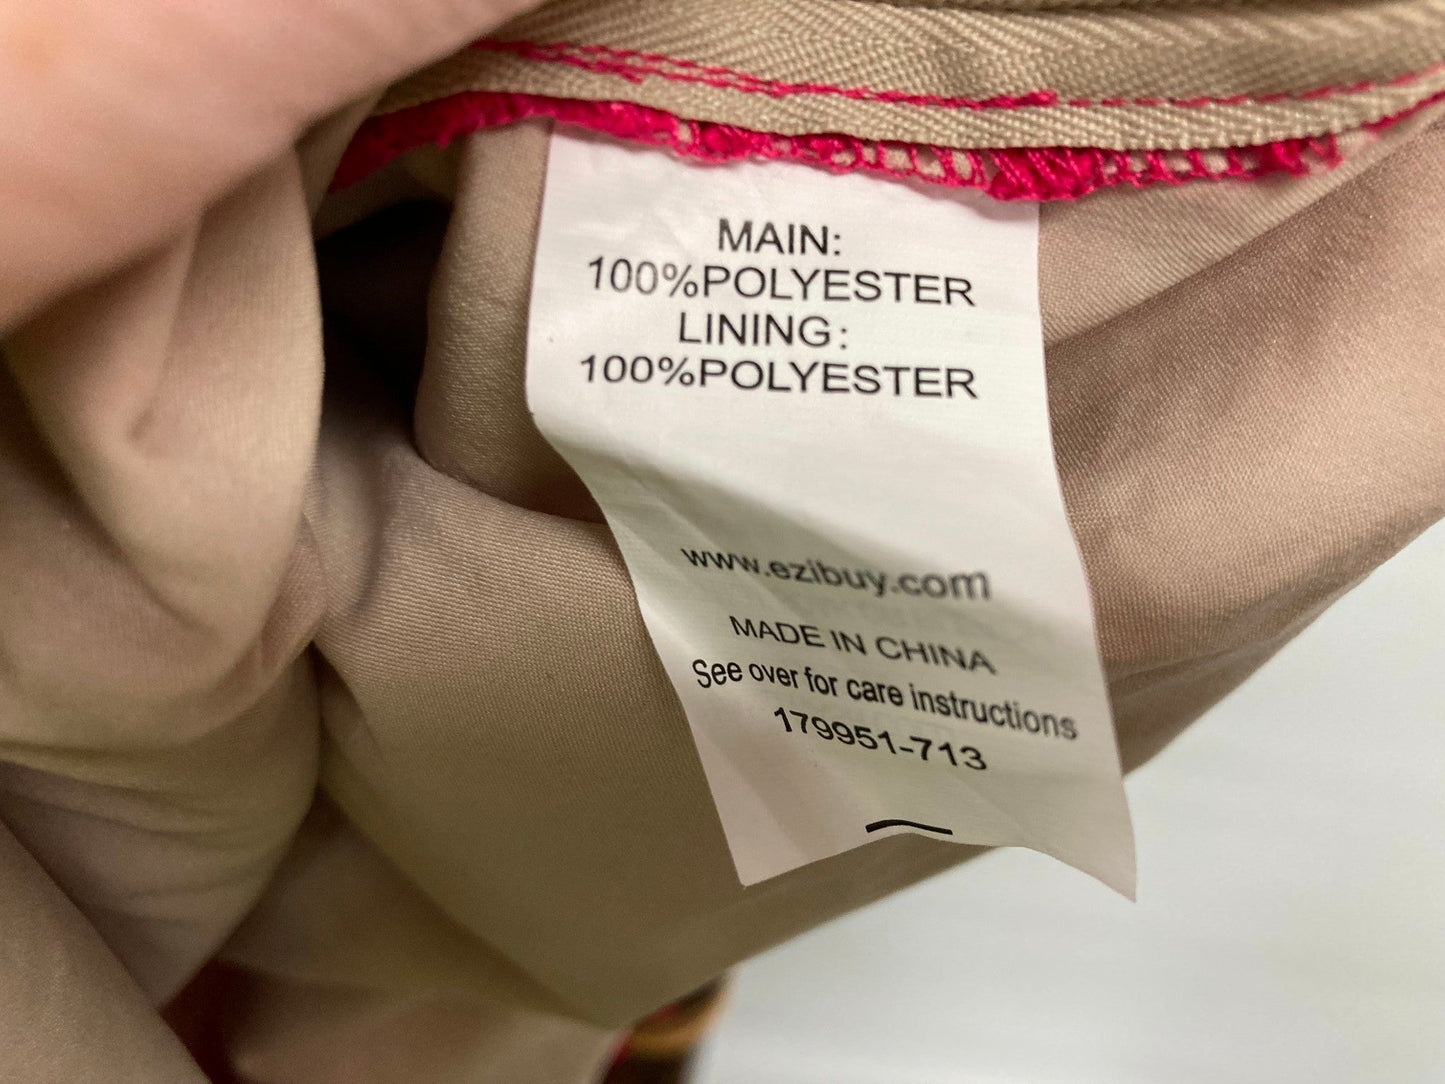 MAIN:
100%POLYESTER
LINING:
100%POLYESTER
www.ezibuy.com
MADE IN CHINA
See over for care instructions
179951-713